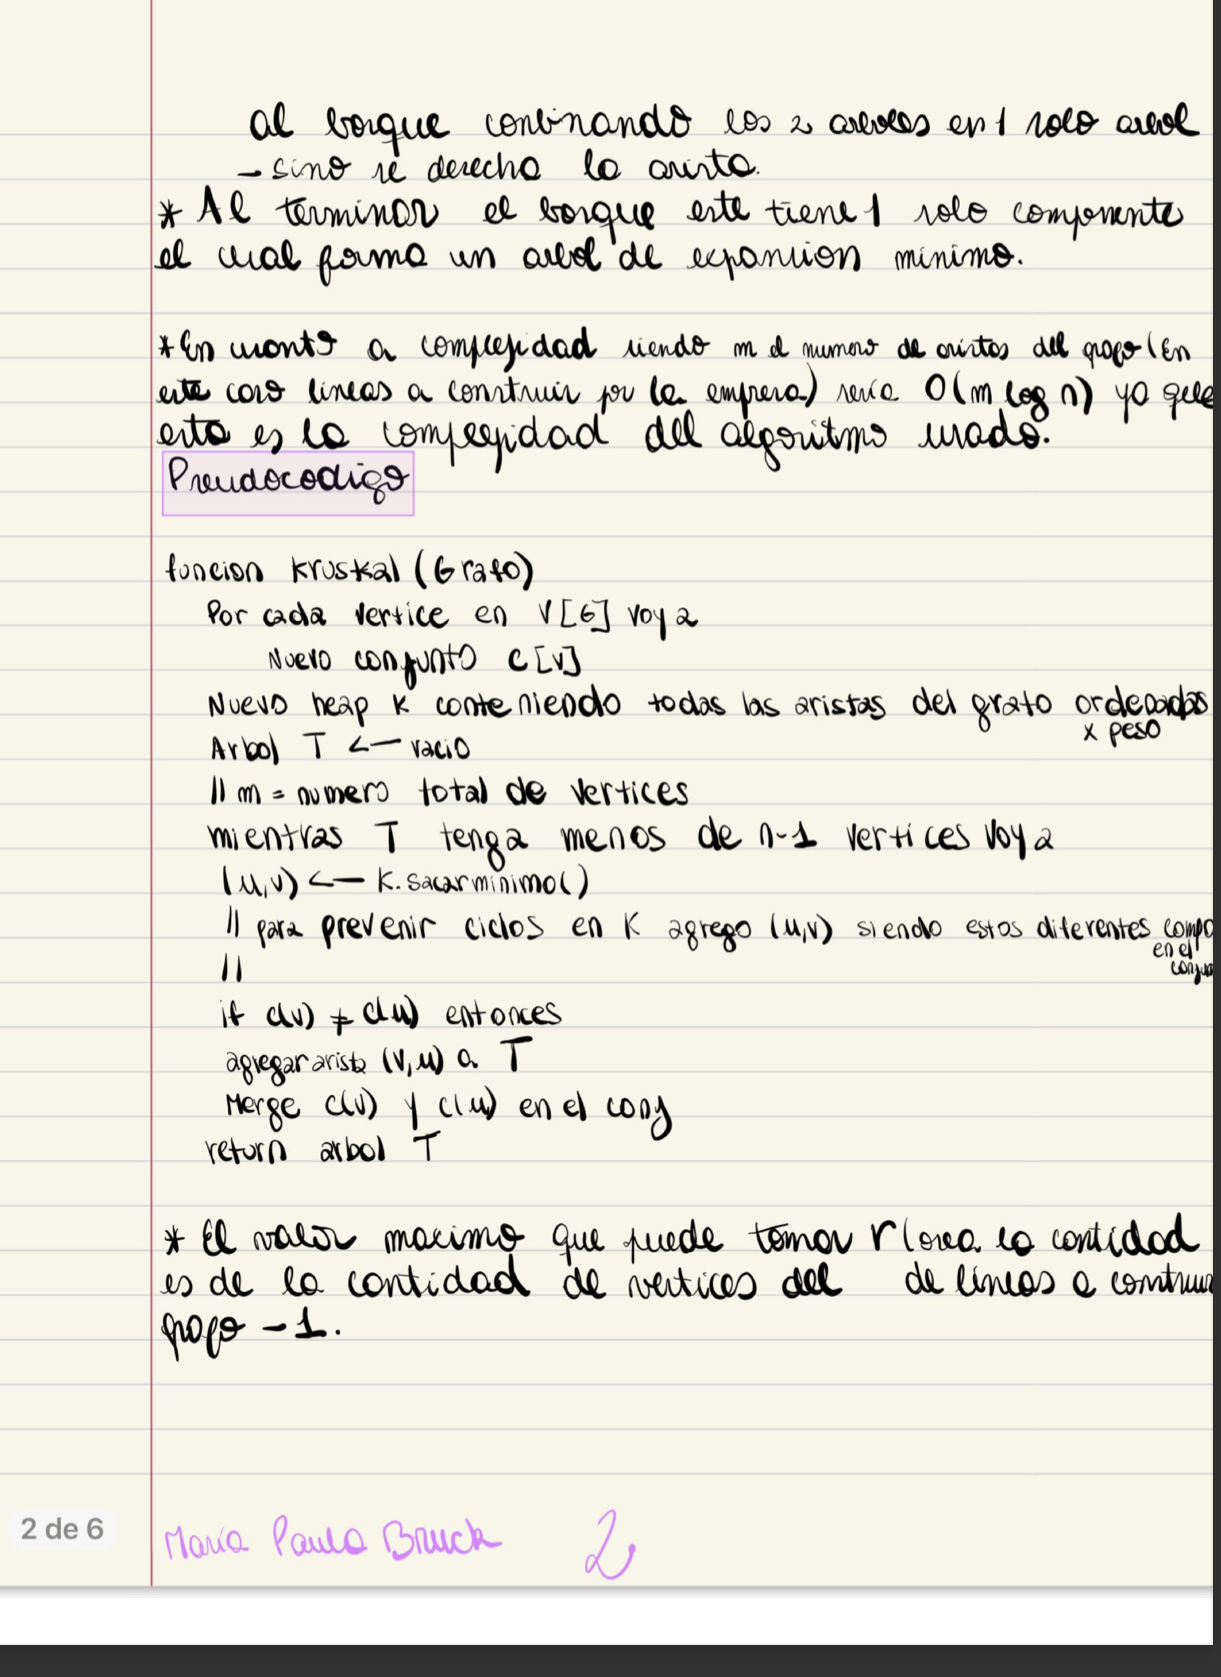 al bosque conbinando los 2 arboles en 1 solo arbol
- sino se desecha la arista.
* Al terminar el bosque este tiene 1 solo componente
el cual forma un arbol de expansion minimo.
* En cuanto a complejidad siendo m el numero de aristas del grafo (En
este caso lineas a construir por la empresa) seria O(m log n) ya que
esta es la complejidad del algoritmo usado.
Pseudocodigo
funcion kruskal (Grafo)
Por cada vertice en V[G] voy a
Nuevo conjunto C[v]
Nuevo heap K conteniendo todas las aristas del grafo ordenadas
x peso
Arbol T <— vacio
// m = numero total de vertices
mientras T tenga menos de n-1 vertices voy a
(u,v) <— K.sacarminimo()
// para prevenir ciclos en K agrego (u,v) siendo estos diferentes compo
en el
conju
//
if c(v) ≠ c(u) entonces
agregar arista (v,u) a T
Merge c(v) y c(u) en el conj
return arbol T
* El valor maximo que puede tomar r (osea la cantidad
es de la cantidad de vertices del de lineas a construi
grafo -1.
2 de 6
María Paula Bruck 2